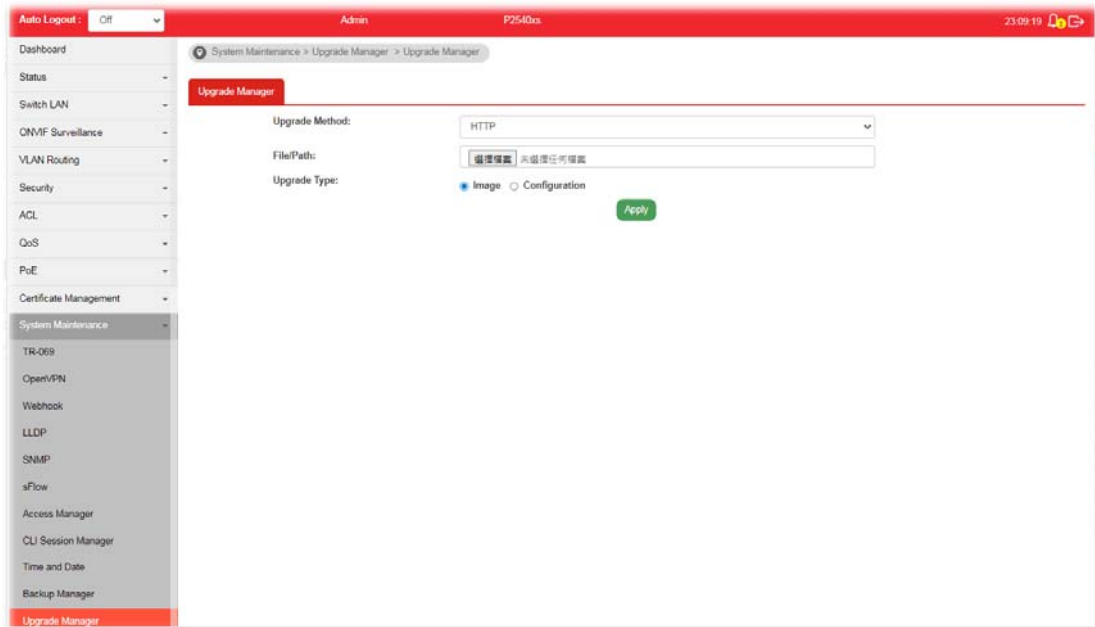 Auto Logout : Off Admin P2540xs 23:09:19 1
Dashboard
System Maintenance > Upgrade Manager > Upgrade Manager
Status
Upgrade Manager
Switch LAN
ONVIF Surveillance
VLAN Routing
Security
ACL
QoS
PoE
Certificate Management
System Maintenance
TR-069
OpenVPN
Webhook
LLDP
SNMP
sFlow
Access Manager
CLI Session Manager
Time and Date
Backup Manager
Upgrade Manager
Upgrade Method: HTTP
File/Path: 選擇檔案 未選擇任何檔案
Upgrade Type: Image Configuration
Apply